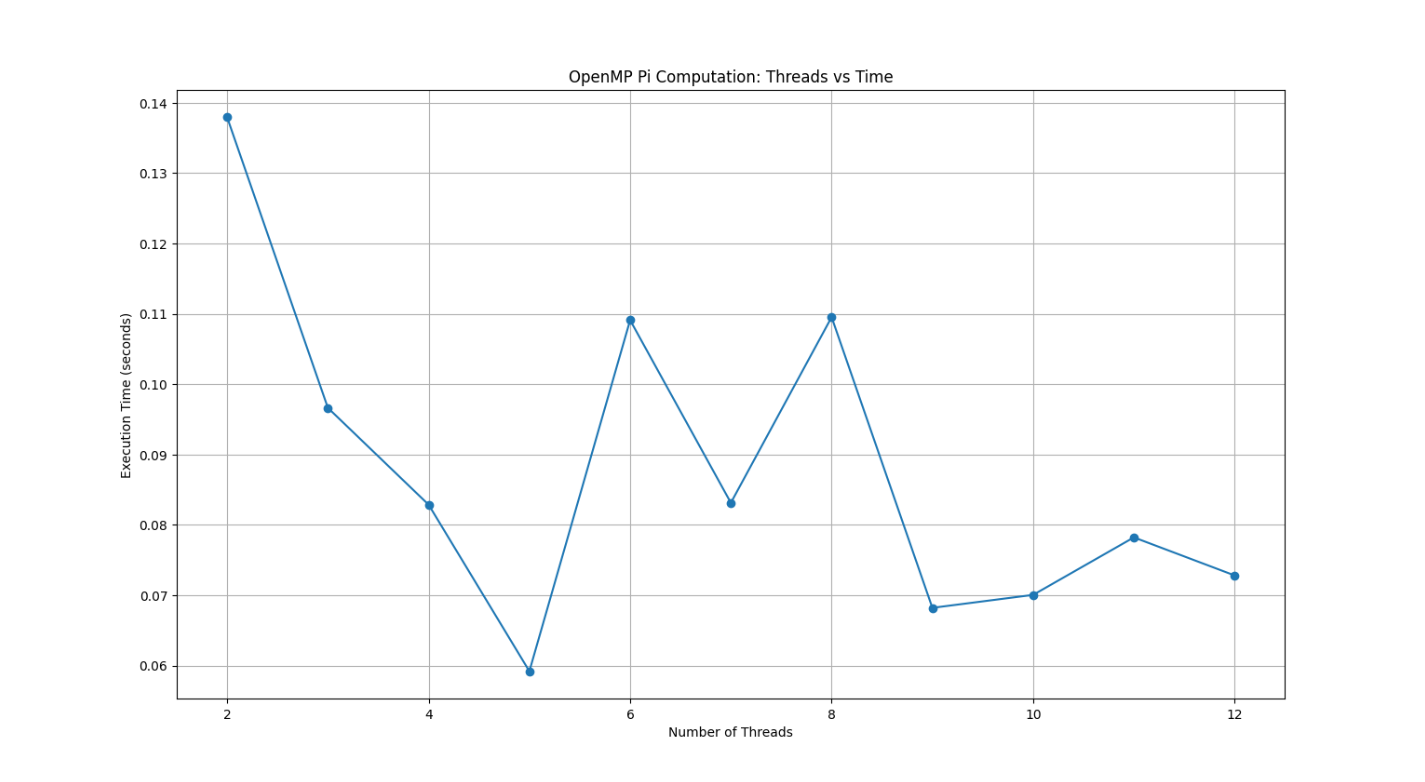 OpenMP Pi Computation: Threads vs Time
0.14
0.13
0.12
0.11
0.10
0.09
0.08
0.07
0.06
Execution Time (seconds)
2 4 6 8 10 12
Number of Threads